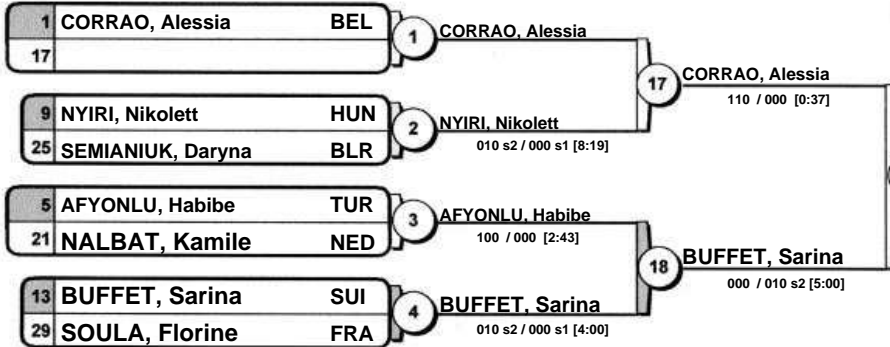 1 CORRAO, Alessia BEL
17
1 CORRAO, Alessia
9 NYIRI, Nikolett HUN
25 SEMIANIUK, Daryna BLR
2 NYIRI, Nikolett
010 s2 / 000 s1 [8:19]
17 CORRAO, Alessia
110 / 000 [0:37]
5 AFYONLU, Habibe TUR
21 NALBAT, Kamile NED
3 AFYONLU, Habibe
100 / 000 [2:43]
13 BUFFET, Sarina SUI
29 SOULA, Florine FRA
4 BUFFET, Sarina
010 s2 / 000 s1 [4:00]
18 BUFFET, Sarina
000 / 010 s2 [5:00]